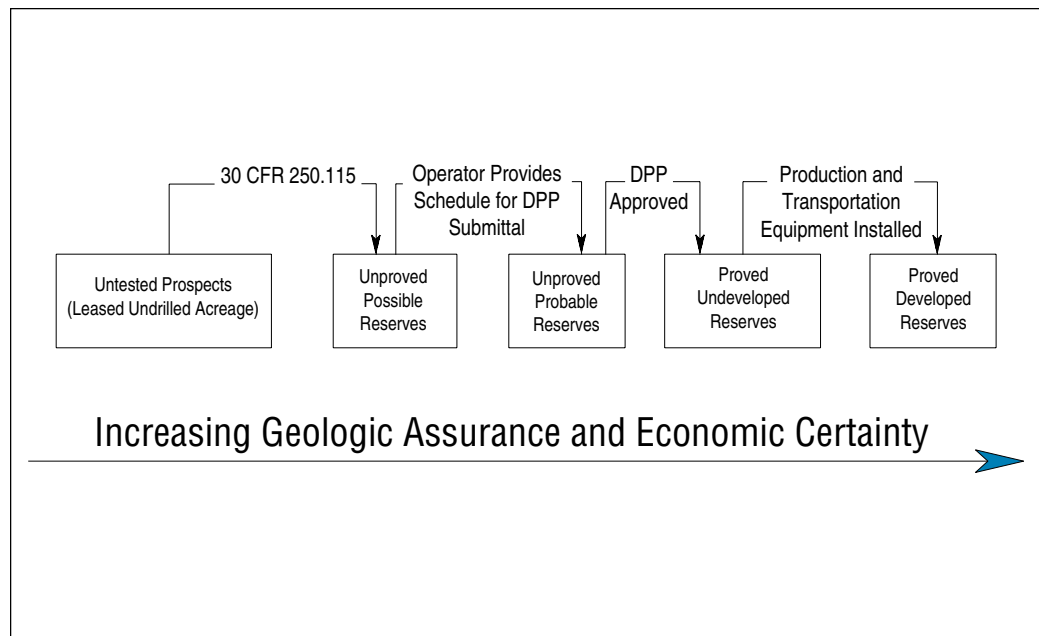 30 CFR 250.115
Operator Provides
Schedule for DPP
Submittal
DPP
Approved
Production and
Transportation
Equipment Installed
Untested Prospects
(Leased Undrilled Acreage)
Unproved
Possible
Reserves
Unproved
Probable
Reserves
Proved
Undeveloped
Reserves
Proved
Developed
Reserves
Increasing Geologic Assurance and Economic Certainty